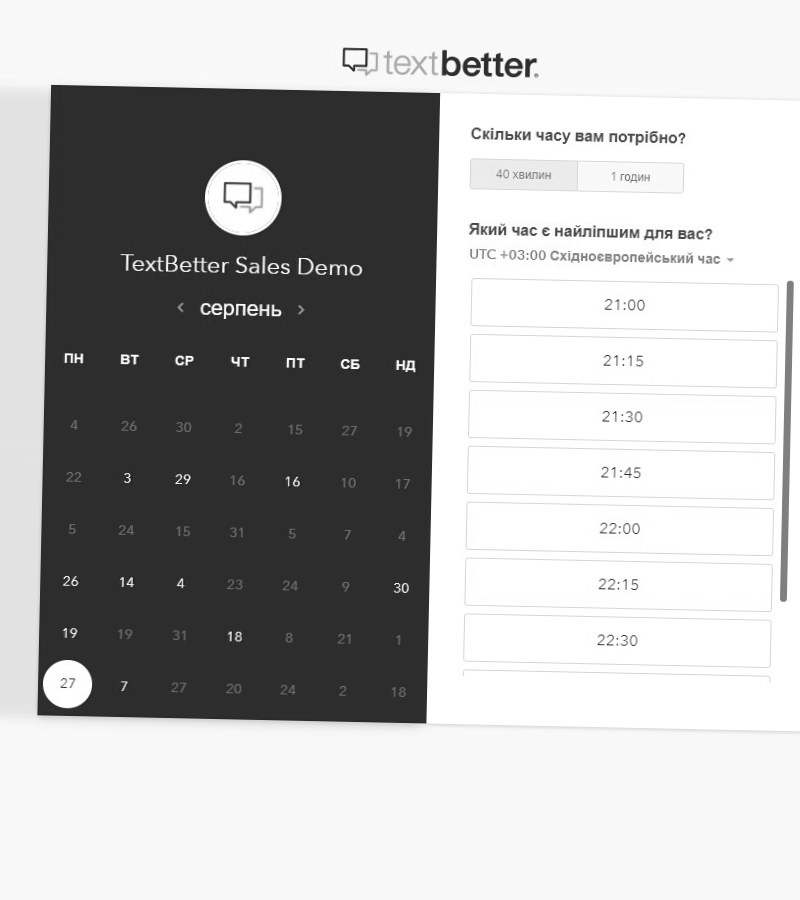 textbetter.
TextBetter Sales Demo
серпень
ПН ВТ СР ЧТ ПТ СБ НД
4 26 30 2 15 27 19
22 3 29 16 16 10 17
5 24 15 31 5 7 4
26 14 4 23 24 9 30
19 19 31 18 8 21 1
27 7 27 20 24 2 18
Скільки часу вам потрібно?
40 хвилин 1 годин
Який час є найліпшим для вас?
UTC +03:00 Східноєвропейський час
21:00
21:15
21:30
21:45
22:00
22:15
22:30